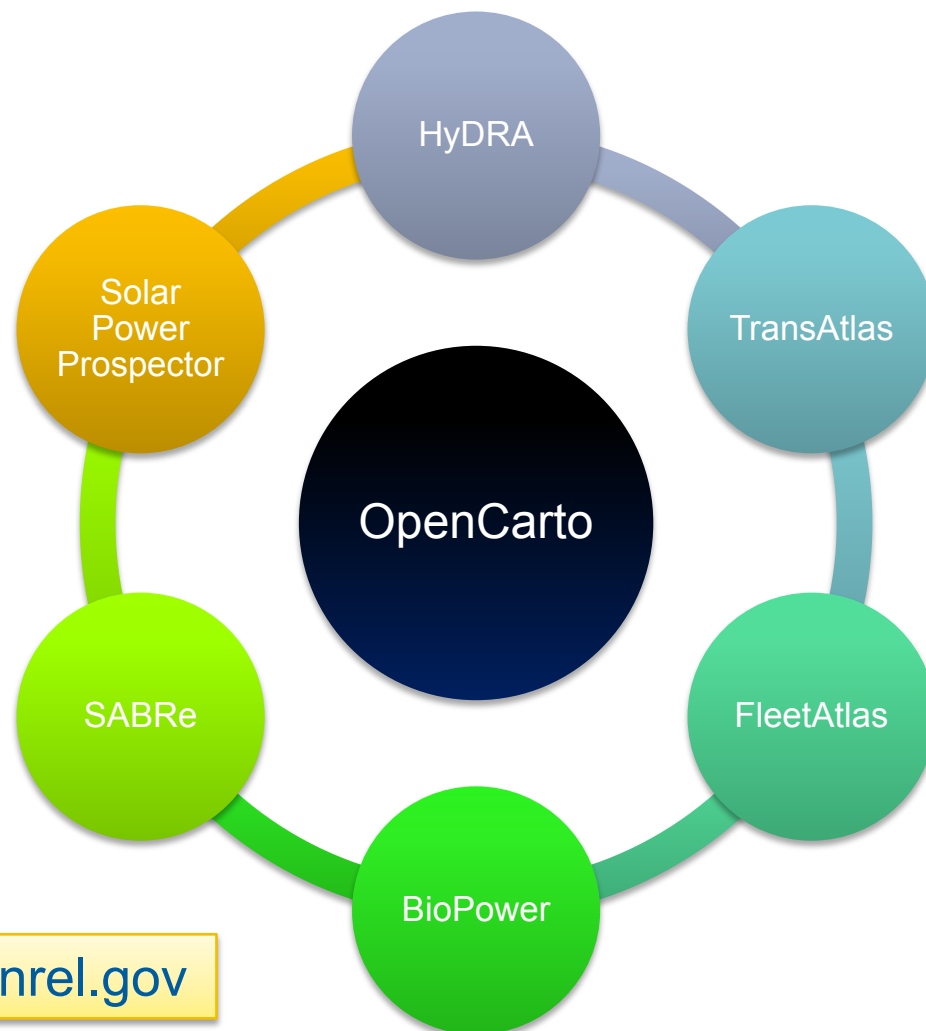 HyDRA
Solar
Power
Prospector
TransAtlas
OpenCarto
SABRe
FleetAtlas
BioPower
nrel.gov